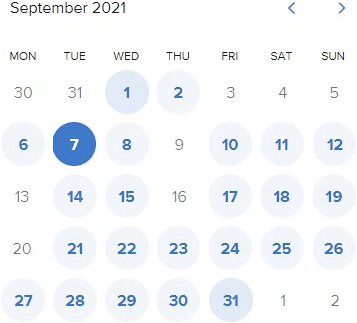 September 2021
MON TUE WED THU FRI SAT SUN
30 31 1 2 3 4 5
6 7 8 9 10 11 12
13 14 15 16 17 18 19
20 21 22 23 24 25 26
27 28 29 30 31 1 2